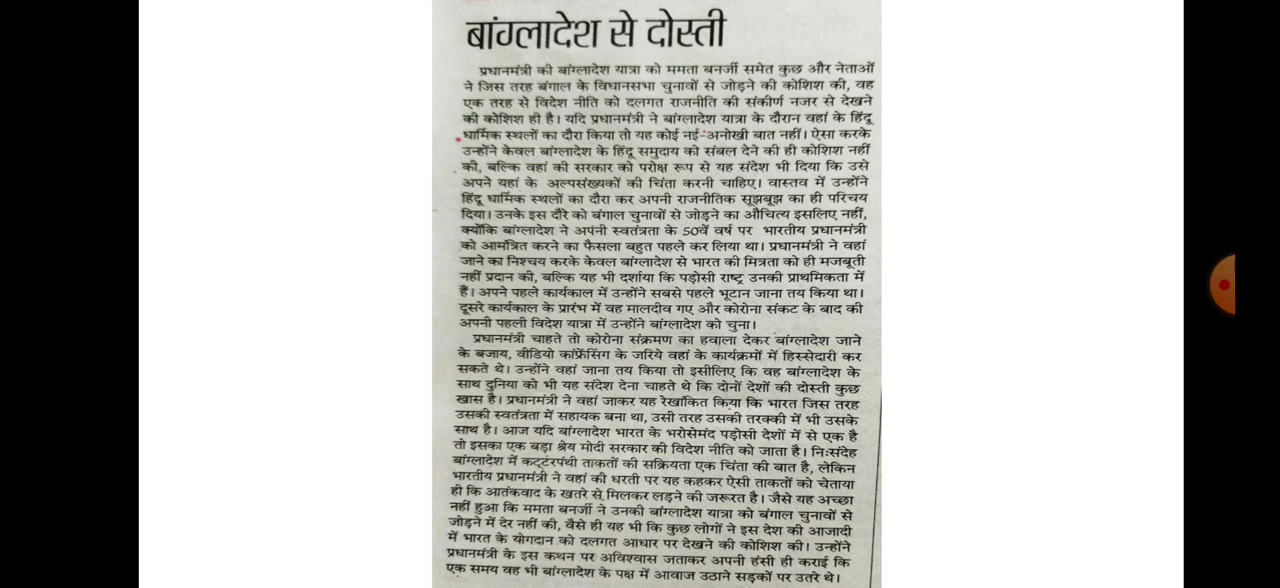 बांग्लादेश से दोस्ती
प्रधानमंत्री की बांग्लादेश यात्रा को ममता बनर्जी समेत कुछ और नेताओं
ने जिस तरह बंगाल के विधानसभा चुनावों से जोड़ने की कोशिश की, वह
एक तरह से विदेश नीति को दलगत राजनीति की संकीर्ण नजर से देखने
की कोशिश ही है। यदि प्रधानमंत्री ने बांग्लादेश यात्रा के दौरान वहां के हिंदू
धार्मिक स्थलों का दौरा किया तो यह कोई नई-अनोखी बात नहीं। ऐसा करके
उन्होंने केवल बांग्लादेश के हिंदू समुदाय को संबल देने की ही कोशिश नहीं
की, बल्कि वहां की सरकार को परोक्ष रूप से यह संदेश भी दिया कि उसे
अपने यहां के अल्पसंख्यकों की चिंता करनी चाहिए। वास्तव में उन्होंने
हिंदू धार्मिक स्थलों का दौरा कर अपनी राजनीतिक सूझबूझ का ही परिचय
दिया। उनके इस दौरे को बंगाल चुनावों से जोड़ने का औचित्य इसलिए नहीं,
क्योंकि बांग्लादेश ने अपनी स्वतंत्रता के 50वें वर्ष पर भारतीय प्रधानमंत्री
को आमंत्रित करने का फैसला बहुत पहले कर लिया था। प्रधानमंत्री ने वहां
जाने का निश्चय करके केवल बांग्लादेश से भारत की मित्रता को ही मजबूती
नहीं प्रदान की, बल्कि यह भी दर्शाया कि पड़ोसी राष्ट्र उनकी प्राथमिकता में
हैं। अपने पहले कार्यकाल में उन्होंने सबसे पहले भूटान जाना तय किया था।
दूसरे कार्यकाल के प्रारंभ में वह मालदीव गए और कोरोना संकट के बाद की
अपनी पहली विदेश यात्रा में उन्होंने बांग्लादेश को चुना।
प्रधानमंत्री चाहते तो कोरोना संक्रमण का हवाला देकर बांग्लादेश जाने
के बजाय, वीडियो कांफ्रेंसिंग के जरिये वहां के कार्यक्रमों में हिस्सेदारी कर
सकते थे। उन्होंने वहां जाना तय किया तो इसीलिए कि वह बांग्लादेश के
साथ दुनिया को भी यह संदेश देना चाहते थे कि दोनों देशों की दोस्ती कुछ
खास है। प्रधानमंत्री ने वहां जाकर यह रेखांकित किया कि भारत जिस तरह
उसकी स्वतंत्रता में सहायक बना था, उसी तरह उसकी तरक्की में भी उसके
साथ है। आज यदि बांग्लादेश भारत के भरोसेमंद पड़ोसी देशों में से एक है
तो इसका एक बड़ा श्रेय मोदी सरकार की विदेश नीति को जाता है। निःसंदेह
बांग्लादेश में कट्टरपंथी ताकतों की सक्रियता एक चिंता की बात है, लेकिन
भारतीय प्रधानमंत्री ने वहां की धरती पर यह कहकर ऐसी ताकतों को चेताया
ही कि आतंकवाद के खतरे से मिलकर लड़ने की जरूरत है। जैसे यह अच्छा
नहीं हुआ कि ममता बनर्जी ने उनकी बांग्लादेश यात्रा को बंगाल चुनावों से
जोड़ने में देर नहीं की, वैसे ही यह भी कि कुछ लोगों ने इस देश की आजादी
में भारत के योगदान को दलगत आधार पर देखने की कोशिश की। उन्होंने
प्रधानमंत्री के इस कथन पर अविश्वास जताकर अपनी हंसी ही कराई कि
एक समय वह भी बांग्लादेश के पक्ष में आवाज उठाने सड़कों पर उतरे थे।